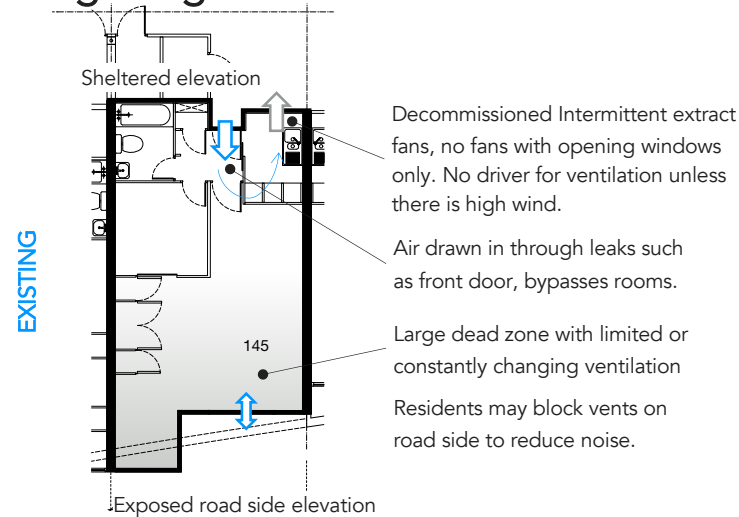 Sheltered elevation
Decommissioned Intermittent extract
fans, no fans with opening windows
only. No driver for ventilation unless
there is high wind.
Air drawn in through leaks such
as front door, bypasses rooms.
EXISTING
Large dead zone with limited or
constantly changing ventilation
145
Residents may block vents on
road side to reduce noise.
Exposed road side elevation